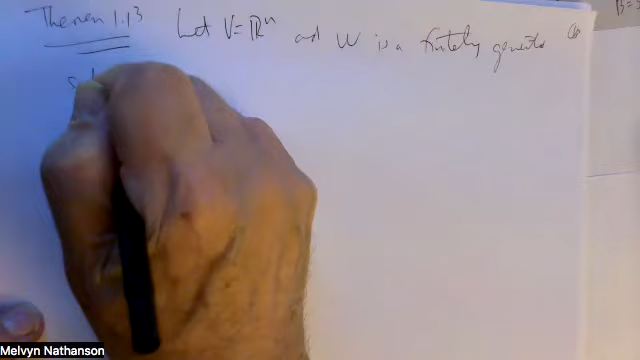 Theorem 1.13 Let V=ℝⁿ and W is a finitely generated
Melvyn Nathanson